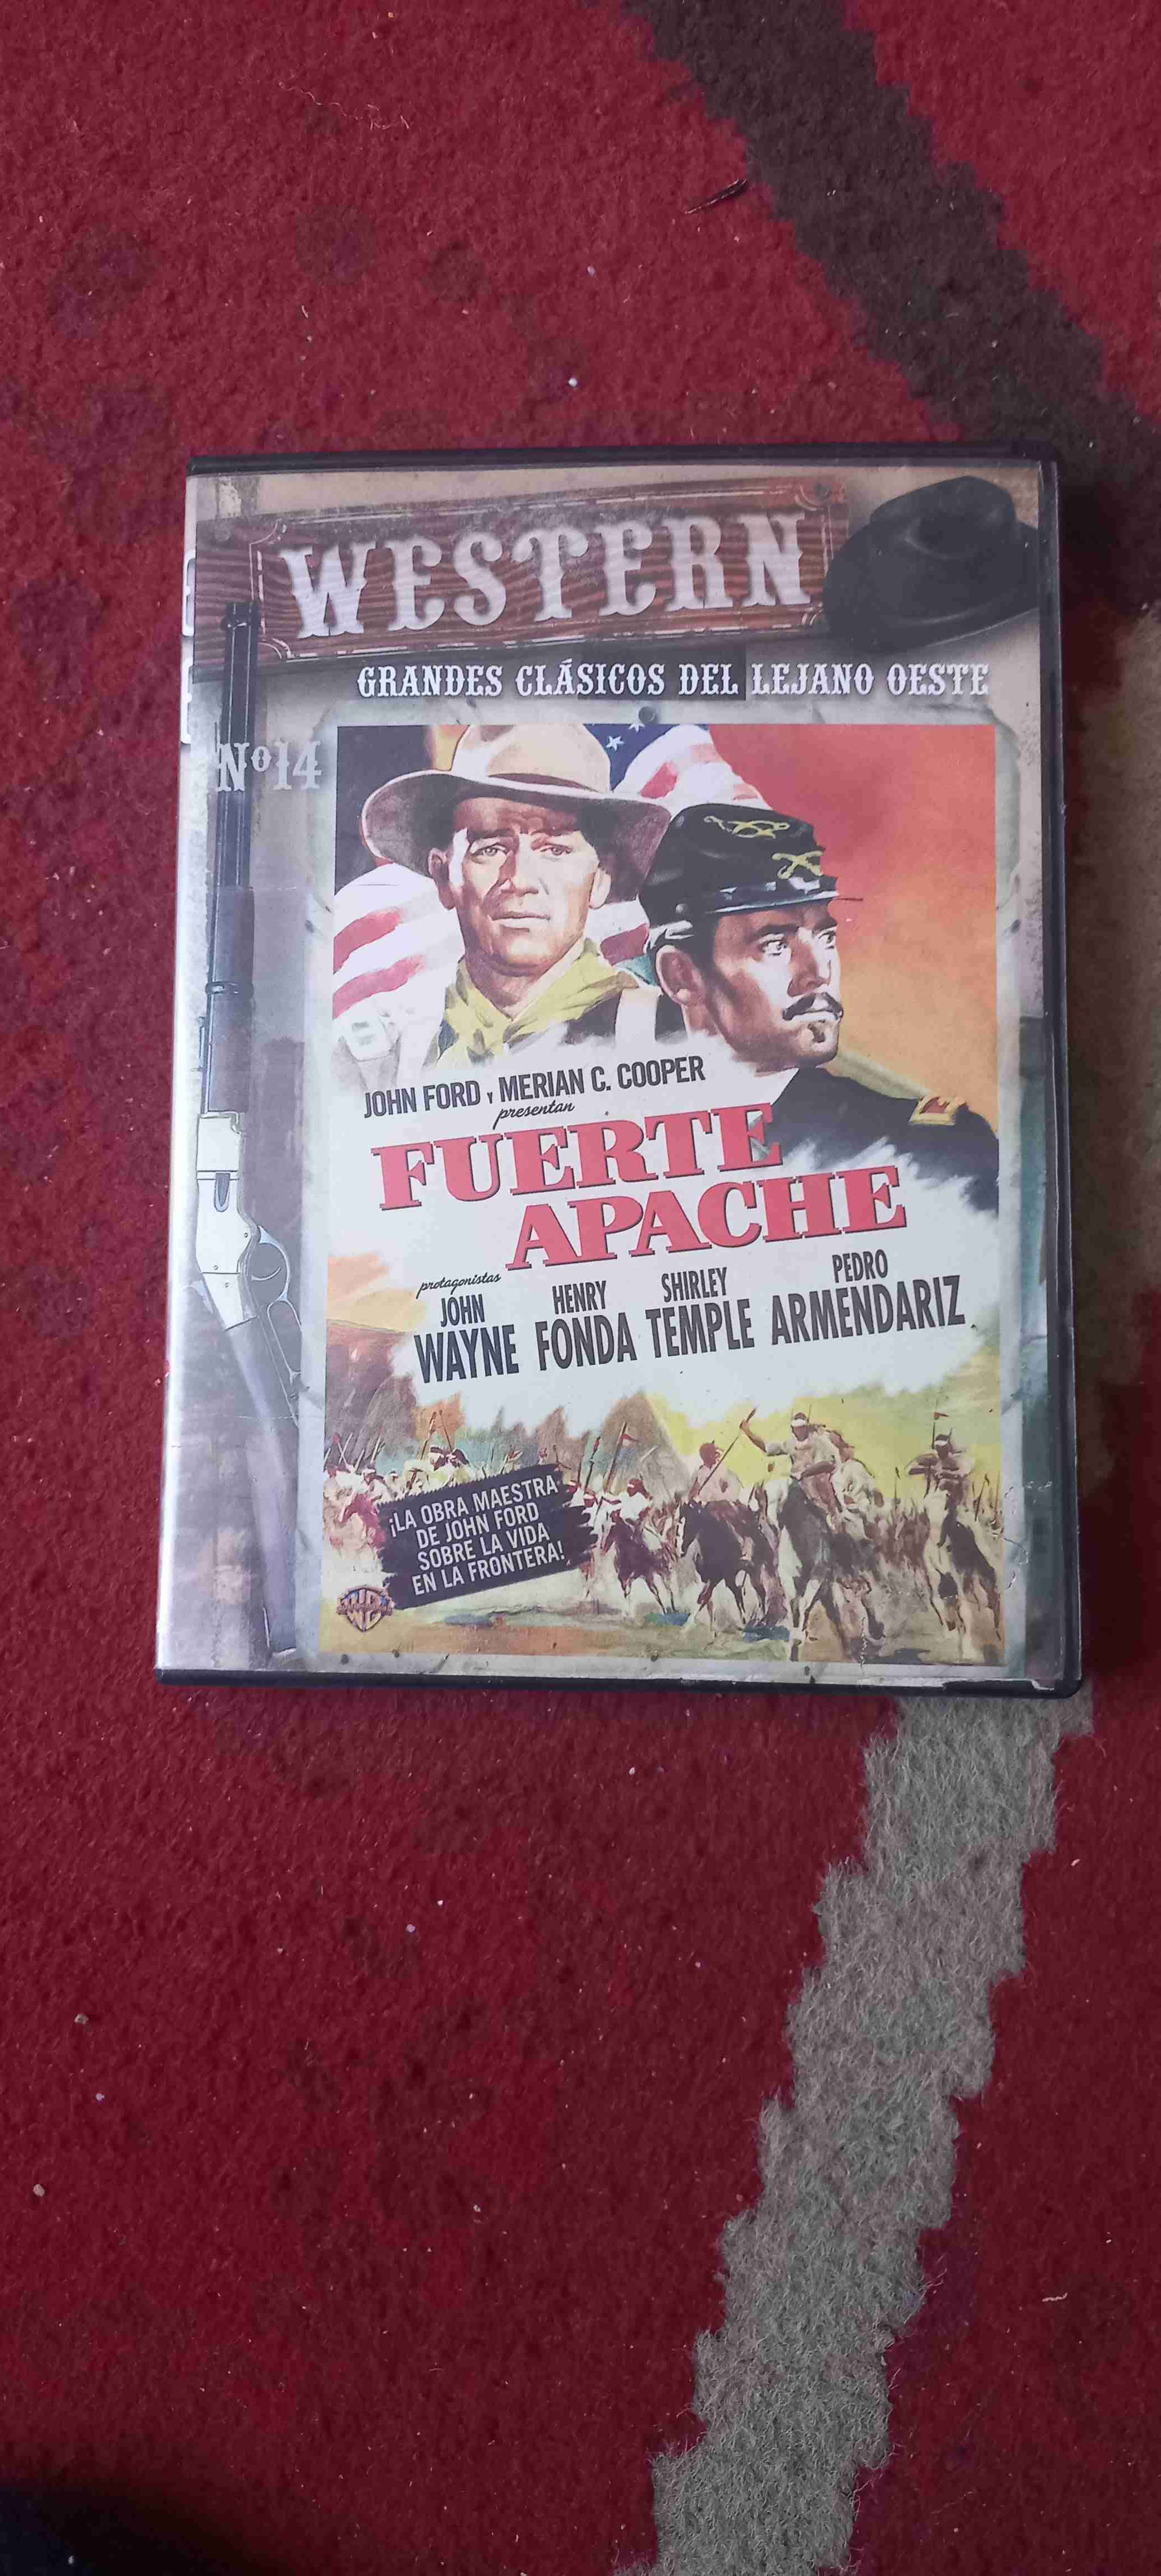 WESTERN
GRANDES CLÁSICOS DEL LEJANO OESTE
Nº14
JOHN FORD Y MERIAN C. COOPER
presentan
FUERTE
APACHE
protagonistas
JOHN
WAYNE
HENRY
FONDA
SHIRLEY
TEMPLE
PEDRO
ARMENDARIZ
¡LA OBRA MAESTRA
DE JOHN FORD
SOBRE LA VIDA
EN LA FRONTERA!
WB